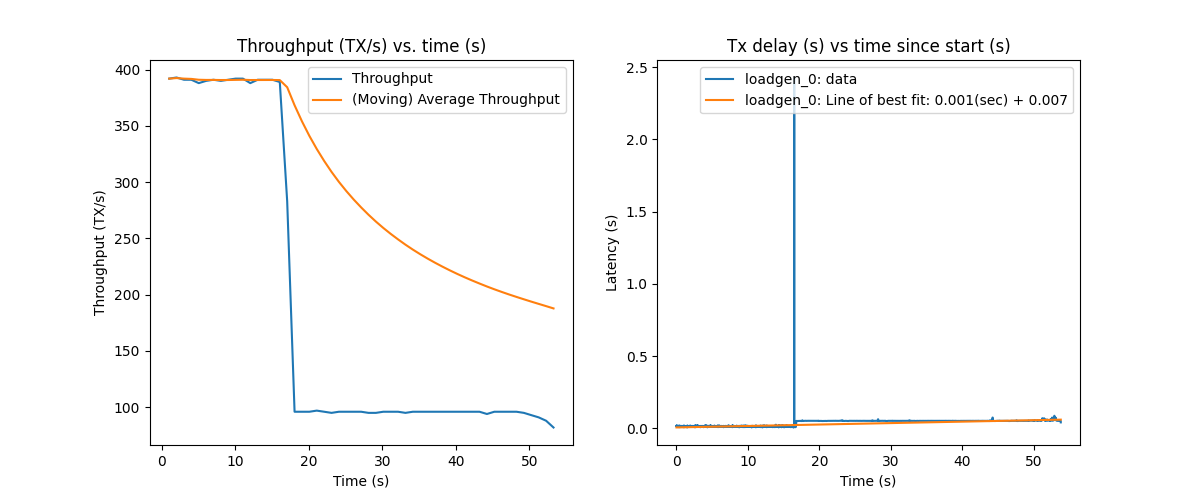 Throughput (TX/s) vs. time (s)
Throughput (TX/s)
400
350
300
250
200
150
100
Throughput
(Moving) Average Throughput
0 10 20 30 40 50
Time (s)
Tx delay (s) vs time since start (s)
Latency (s)
2.5
2.0
1.5
1.0
0.5
0.0
loadgen_0: data
loadgen_0: Line of best fit: 0.001(sec) + 0.007
0 10 20 30 40 50
Time (s)